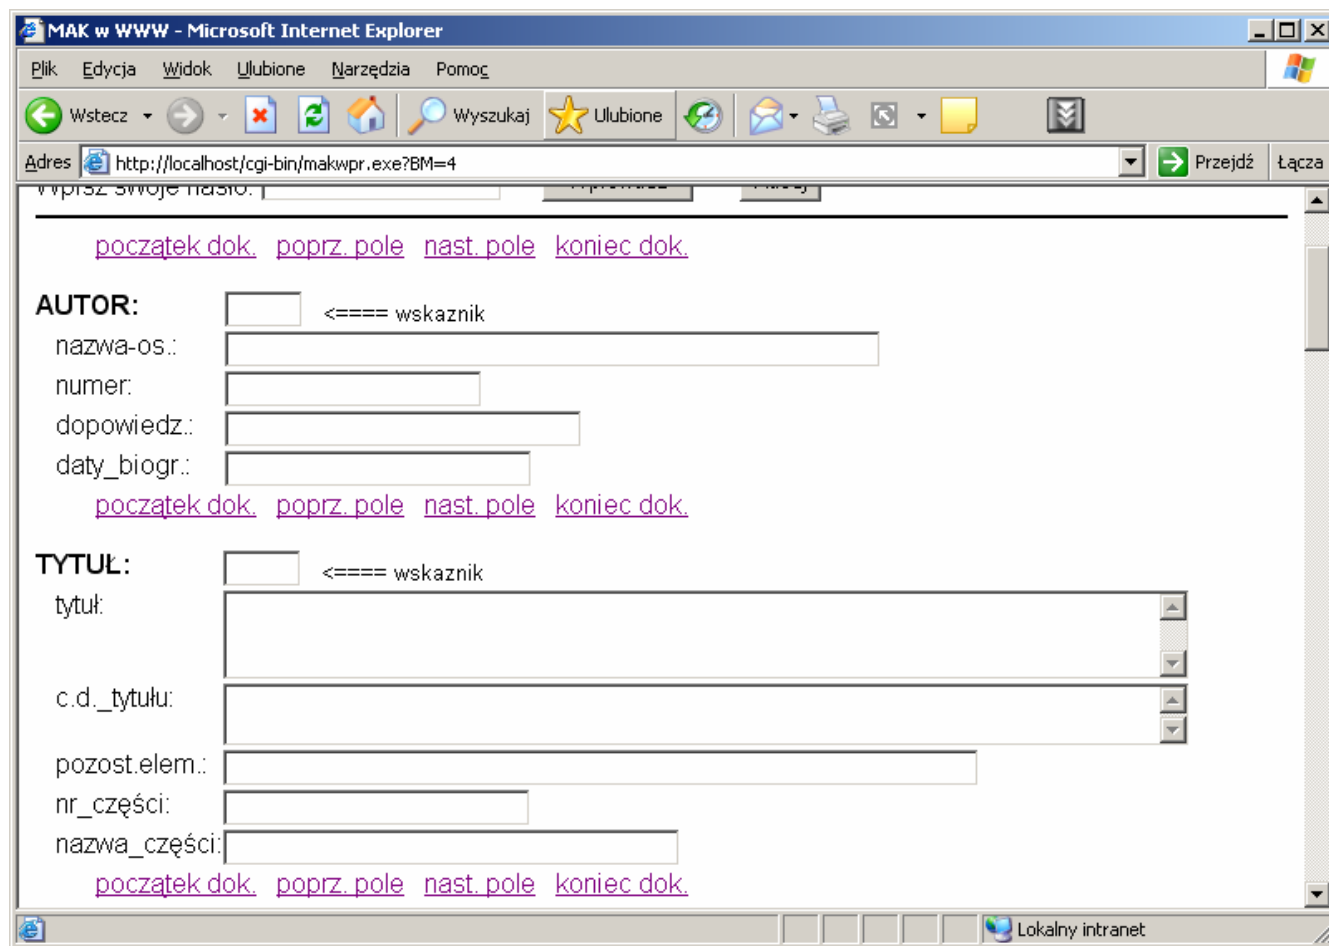 MAK w WWW - Microsoft Internet Explorer
Plik Edycja Widok Ulubione Narzędzia Pomoc
Wstecz Wyszukaj Ulubione
Adres http://localhost/cgi-bin/makwpr.exe?BM=4 Przejdź Łącza
Wpisz swoje hasło:
początek dok. poprz. pole nast. pole koniec dok.
AUTOR: <==== wskaznik
nazwa-os.:
numer:
dopowiedz.:
daty_biogr.:
początek dok. poprz. pole nast. pole koniec dok.
TYTUŁ: <==== wskaznik
tytuł:
c.d._tytułu:
pozost.elem.:
nr_części:
nazwa_części:
początek dok. poprz. pole nast. pole koniec dok.
Lokalny intranet